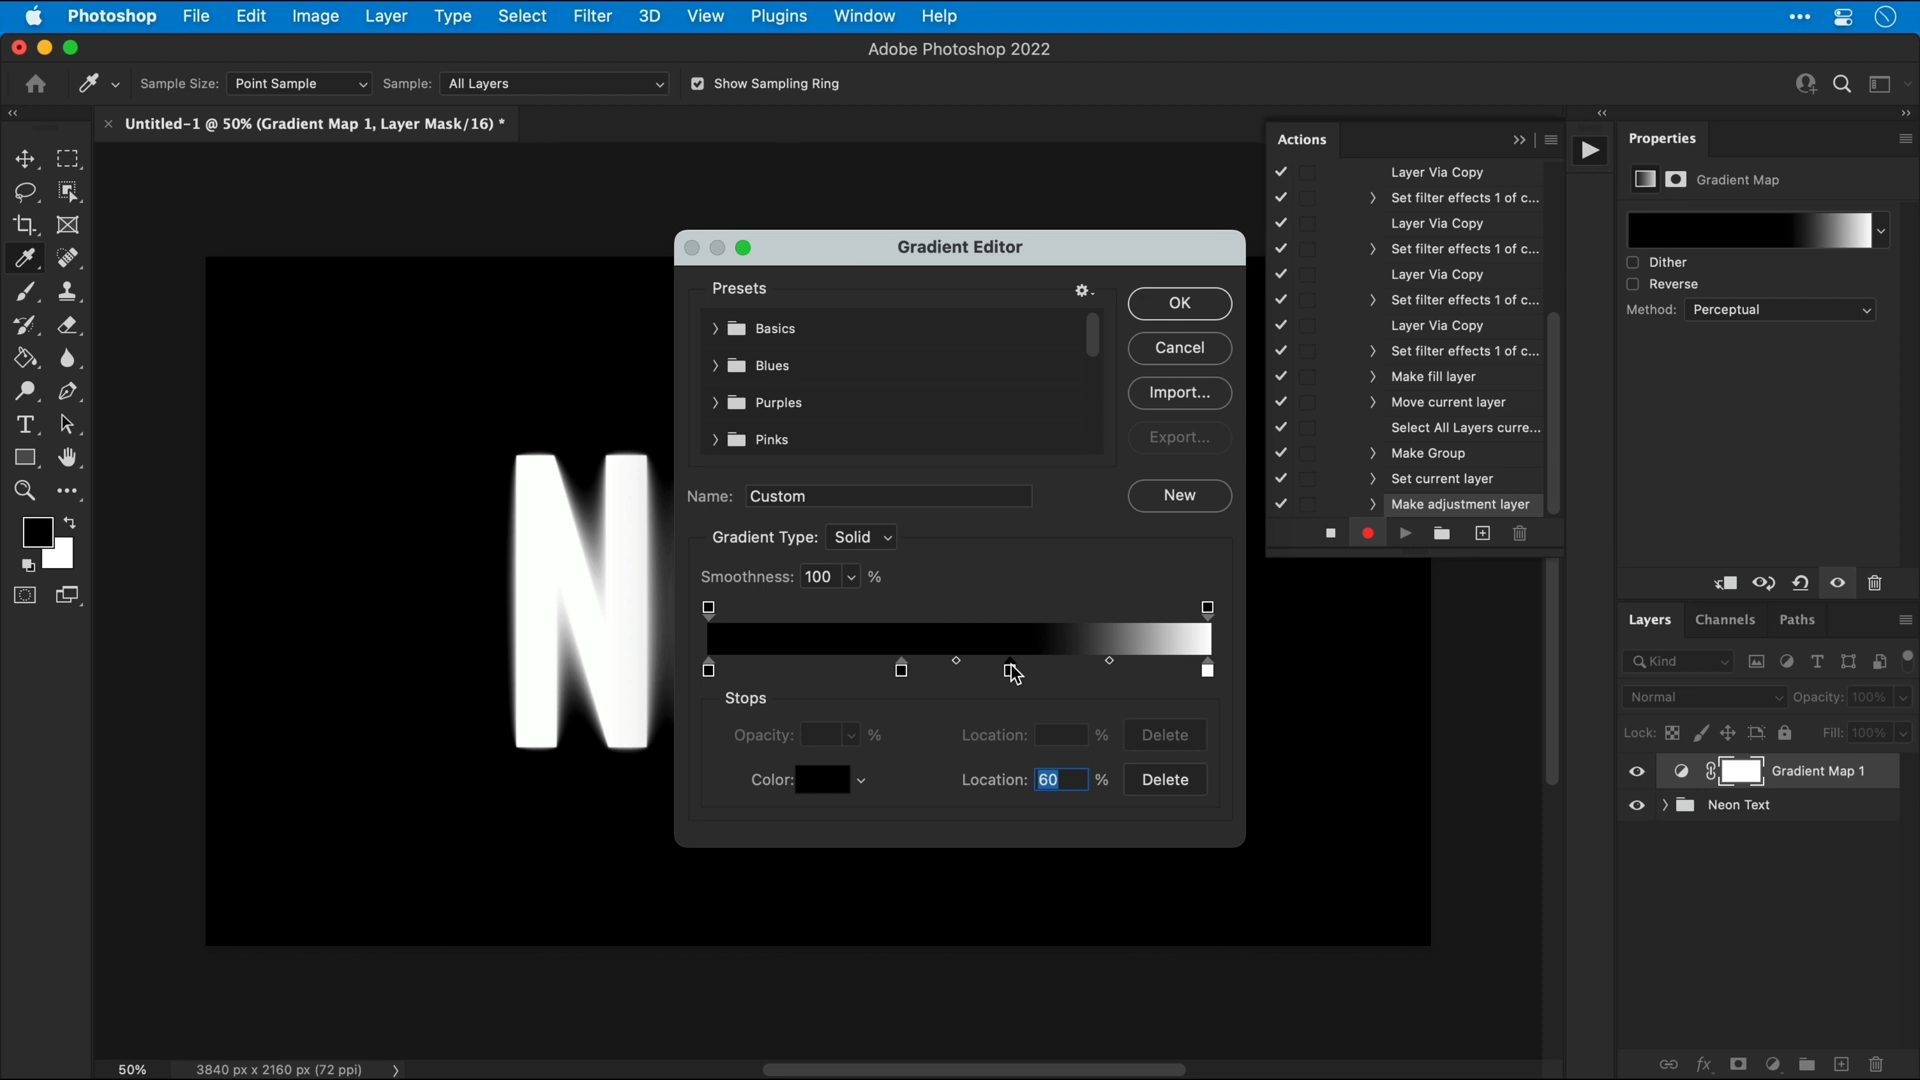 Photoshop File Edit Image Layer Type Select Filter 3D View Plugins Window Help
Adobe Photoshop 2022
Sample Size: Point Sample Sample: All Layers Show Sampling Ring
Untitled-1 @ 50% (Gradient Map 1, Layer Mask/16) *
Actions
Layer Via Copy
Set filter effects 1 of c...
Layer Via Copy
Set filter effects 1 of c...
Layer Via Copy
Set filter effects 1 of c...
Layer Via Copy
Set filter effects 1 of c...
Make fill layer
Move current layer
Select All Layers curre...
Make Group
Set current layer
Make adjustment layer
Properties
Gradient Map
Dither
Reverse
Method: Perceptual
Gradient Editor
Presets
Basics
Blues
Purples
Pinks
OK
Cancel
Import...
Export...
Name: Custom
New
Gradient Type: Solid
Smoothness: 100 %
Stops
Opacity: % Location: % Delete
Color: Location: 60 % Delete
N
Layers Channels Paths
Kind
Normal Opacity: 100%
Lock: Fill: 100%
Gradient Map 1
Neon Text
50% 3840 px x 2160 px (72 ppi)